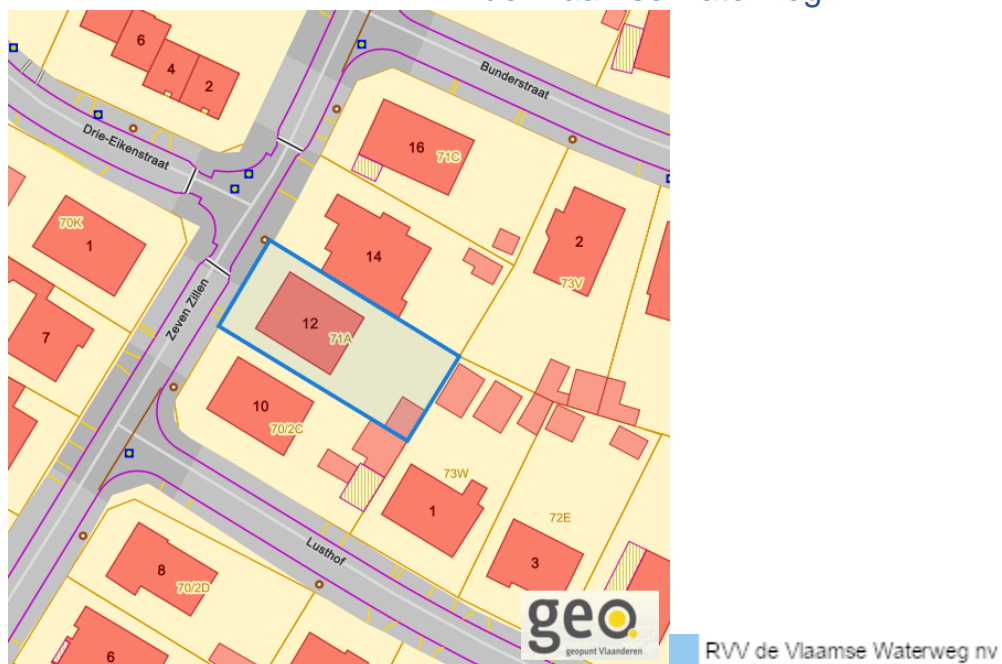 6
4
2
Bunderstraat
Drie-Eikenstraat
16
71C
70K
1
14
2
73V
Zeven Zillen
12
71A
7
10
70/2C
73W
1
72E
3
Lusthof
8
70/2D
6
geo.
geopunt Vlaanderen
RVV de Vlaamse Waterweg nv